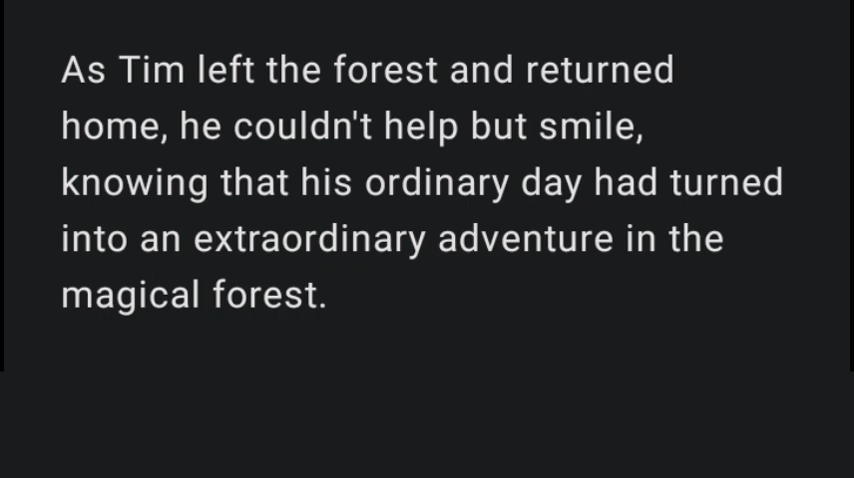 As Tim left the forest and returned
home, he couldn't help but smile,
knowing that his ordinary day had turned
into an extraordinary adventure in the
magical forest.